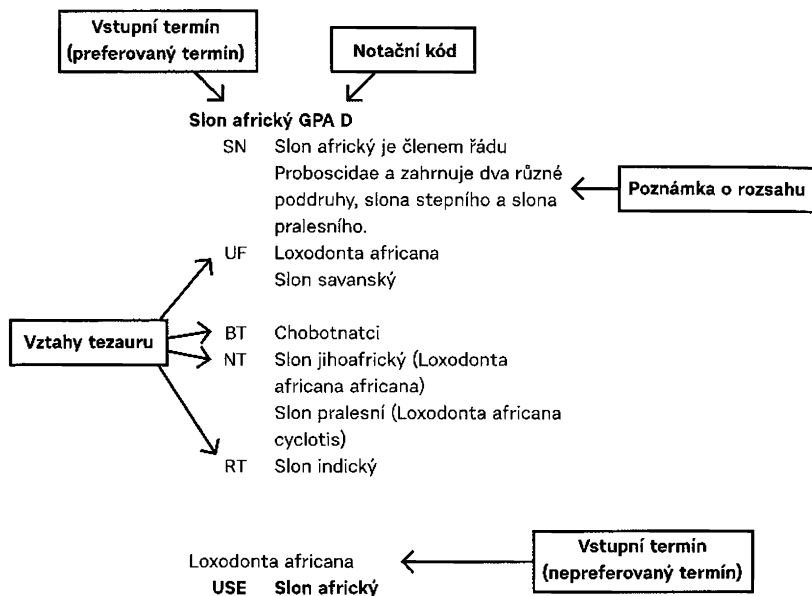 Vstupní termín
(preferovaný termín)
Notační kód
Slon africký GPA D
SN Slon africký je členem řádu
Proboscidae a zahrnuje dva různé
poddruhy, slona stepního a slona
pralesního.
Poznámka o rozsahu
UF Loxodonta africana
Slon savanský
Vztahy tezauru
BT Chobotnatci
NT Slon jihoafrický (Loxodonta
africana africana)
Slon pralesní (Loxodonta africana
cyclotis)
RT Slon indický
Loxodonta africana
USE Slon africký
Vstupní termín
(nepreferovaný termín)